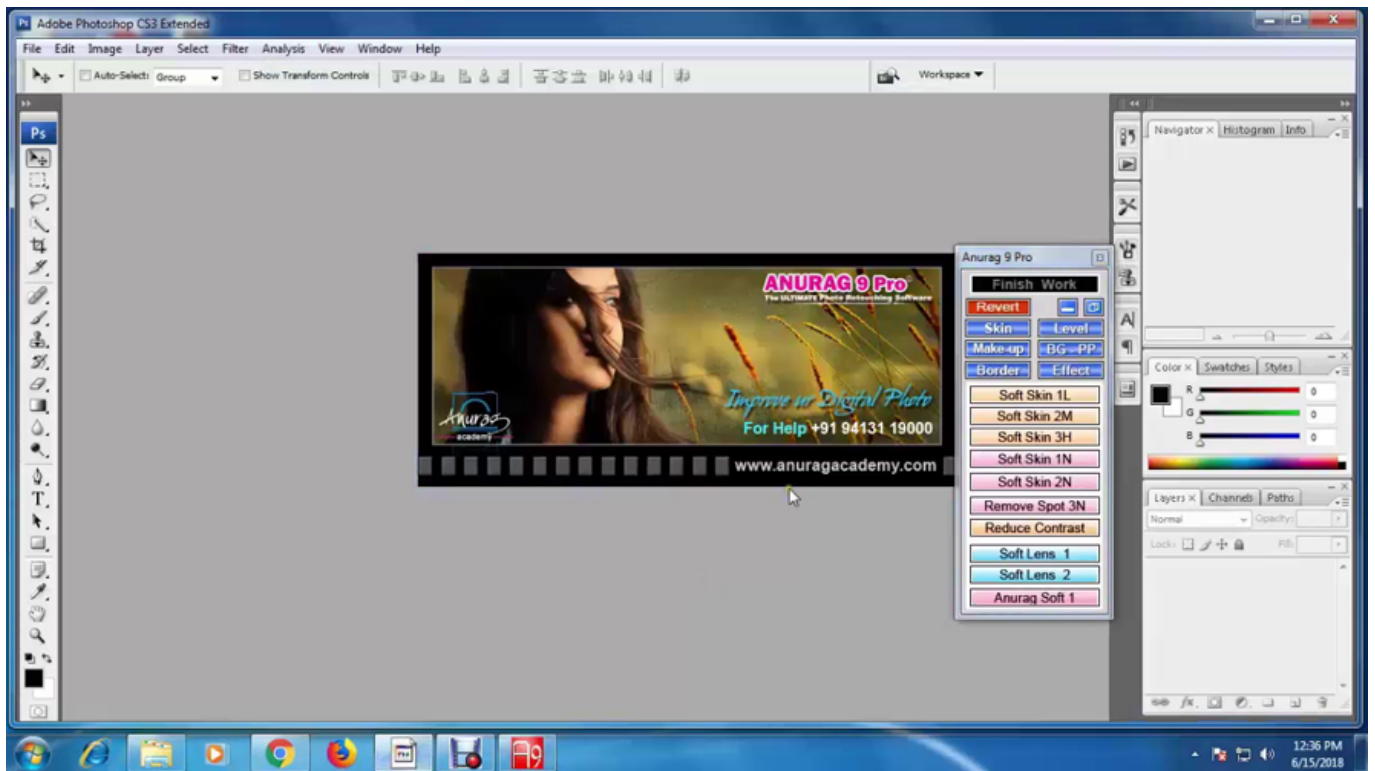 Ps Adobe Photoshop CS3 Extended
File Edit Image Layer Select Filter Analysis View Window Help
Auto-Select: Group Show Transform Controls Workspace
Ps
Navigator Histogram Info
Anurag 9 Pro
Finish Work
Revert
Skin Level
Make-up BG - PP
Border Effect
Soft Skin 1L
Soft Skin 2M
Soft Skin 3H
Soft Skin 1N
Soft Skin 2N
Remove Spot 3N
Reduce Contrast
Soft Lens 1
Soft Lens 2
Anurag Soft 1
ANURAG 9 Pro
The ULTIMATE Photo Retouching Software
Improve ur Digital Photo
For Help +91 94131 19000
Anurag
academy
www.anuragacademy.com
Color Swatches Styles
R 0
G 0
B 0
Layers Channels Paths
Normal Opacity:
Lock: Fill:
12:36 PM
6/15/2018